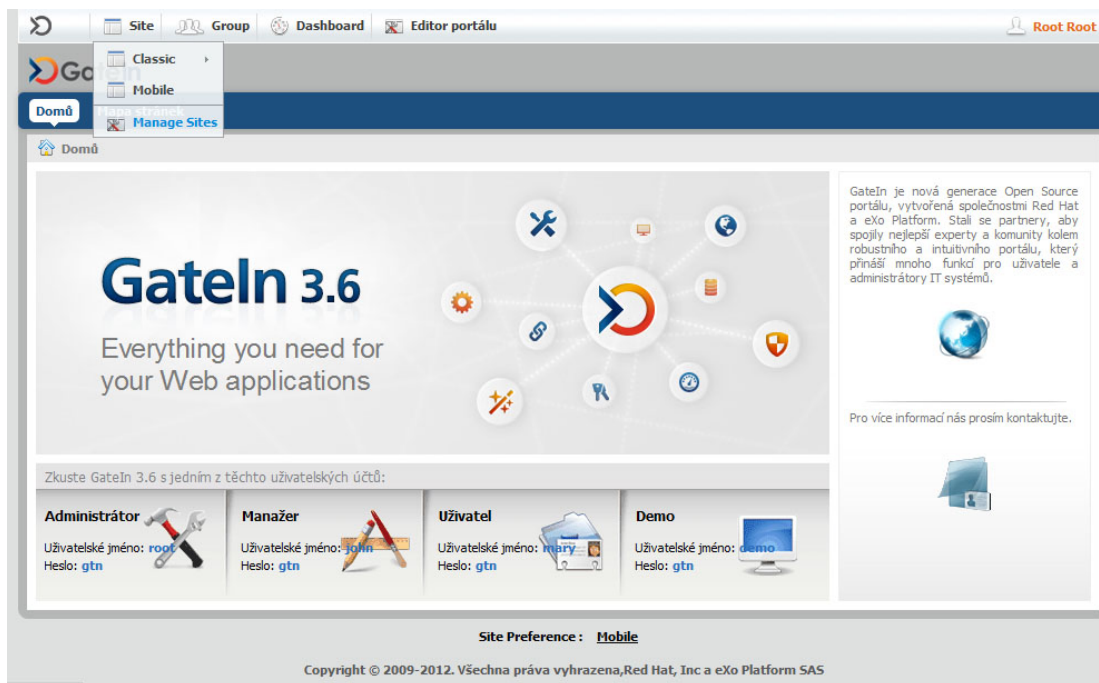 Site Group Dashboard Editor portálu Root Root
Classic
Mobile
Manage Sites
GateIn
Domů Mapa stránek
Domů
GateIn 3.6
Everything you need for
your Web applications
GateIn je nová generace Open Source
portálu, vytvořená společnostmi Red Hat
a eXo Platform. Stali se partnery, aby
spojily nejlepší experty a komunity kolem
robustního a intuitivního portálu, který
přináší mnoho funkcí pro uživatele a
administrátory IT systémů.
Pro více informací nás prosím kontaktujte.
Zkuste GateIn 3.6 s jedním z těchto uživatelských účtů:
Administrátor
Uživatelské jméno: root
Heslo: gtn
Manažer
Uživatelské jméno: john
Heslo: gtn
Uživatel
Uživatelské jméno: mary
Heslo: gtn
Demo
Uživatelské jméno: demo
Heslo: gtn
Site Preference : Mobile
Copyright © 2009-2012. Všechna práva vyhrazena,Red Hat, Inc a eXo Platform SAS